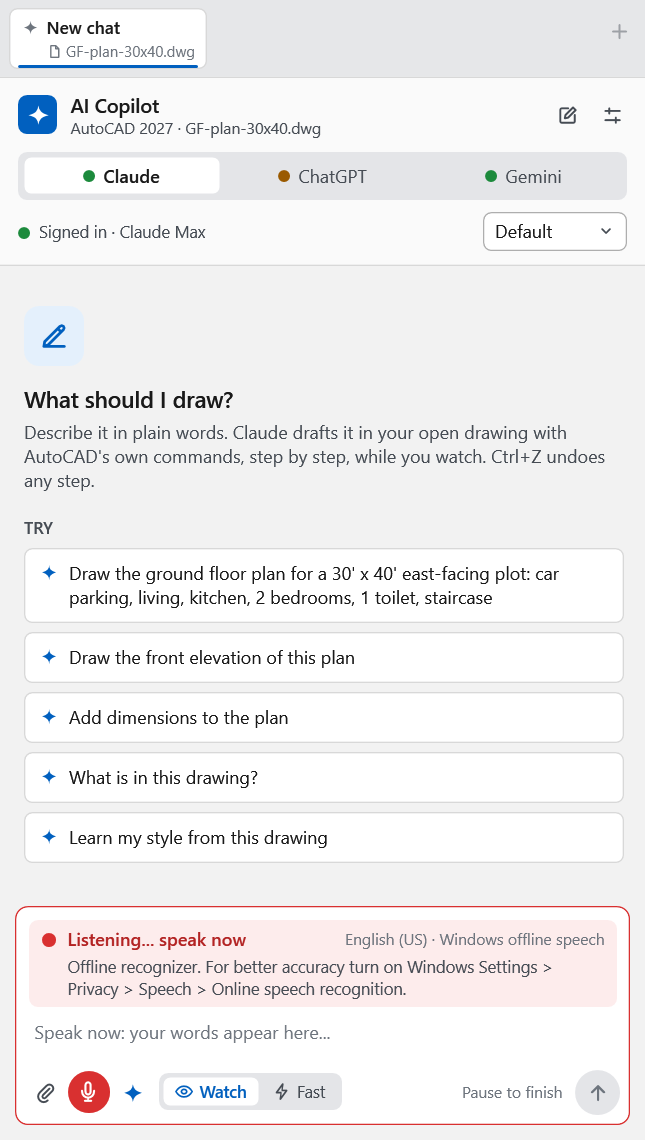 New chat
GF-plan-30x40.dwg
AI Copilot
AutoCAD 2027 · GF-plan-30x40.dwg
Claude
ChatGPT
Gemini
Signed in · Claude Max
Default
What should I draw?
Describe it in plain words. Claude drafts it in your open drawing with
AutoCAD's own commands, step by step, while you watch. Ctrl+Z undoes
any step.
TRY
Draw the ground floor plan for a 30' x 40' east-facing plot: car
parking, living, kitchen, 2 bedrooms, 1 toilet, staircase
Draw the front elevation of this plan
Add dimensions to the plan
What is in this drawing?
Learn my style from this drawing
Listening... speak now
English (US) · Windows offline speech
Offline recognizer. For better accuracy turn on Windows Settings >
Privacy > Speech > Online speech recognition.
Speak now: your words appear here...
Watch
Fast
Pause to finish